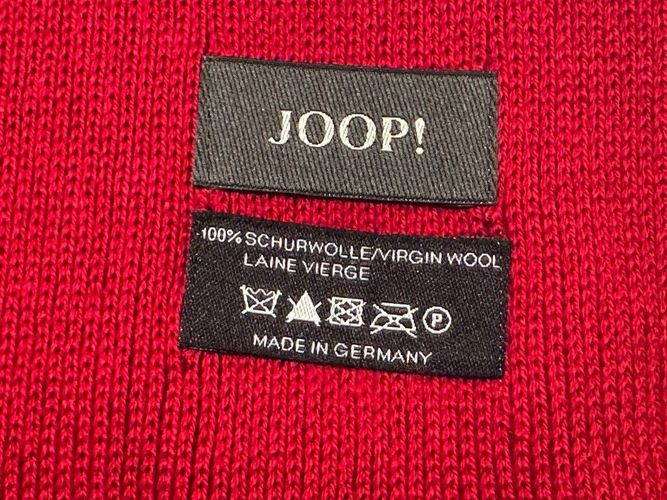 JOOP!
100% SCHURWOLLE/VIRGIN WOOL
LAINE VIERGE
P
MADE IN GERMANY